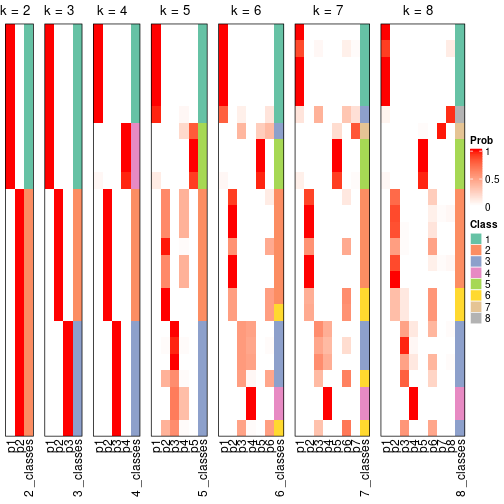 k = 2
k = 3
k = 4
k = 5
k = 6
k = 7
k = 8
Prob
1
0.5
0
Class
1
2
3
4
5
6
7
8
p1
p2
2_classes
p1
p2
p3
3_classes
p1
p2
p3
p4
4_classes
p1
p2
p3
p4
p5
5_classes
p1
p2
p3
p4
p5
p6
6_classes
p1
p2
p3
p4
p5
p6
p7
7_classes
p1
p2
p3
p4
p5
p6
p7
p8
8_classes